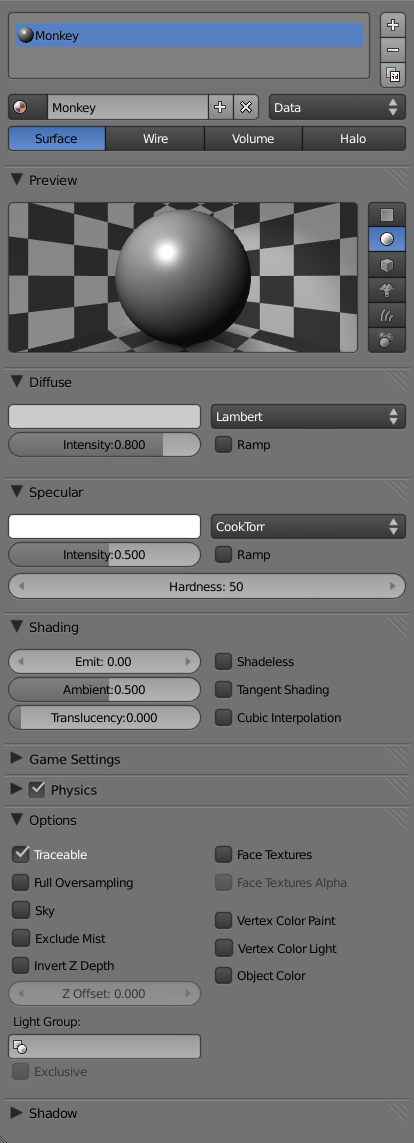 Monkey
Monkey Data
Surface Wire Volume Halo
Preview
Diffuse
Lambert
Intensity:0.800 Ramp
Specular
CookTorr
Intensity:0.500 Ramp
Hardness: 50
Shading
Emit: 0.00 Shadeless
Ambient:0.500 Tangent Shading
Translucency:0.000 Cubic Interpolation
Game Settings
Physics
Options
Traceable Face Textures
Full Oversampling Face Textures Alpha
Sky Vertex Color Paint
Exclude Mist Vertex Color Light
Invert Z Depth Object Color
Z Offset: 0.000
Light Group:
Exclusive
Shadow